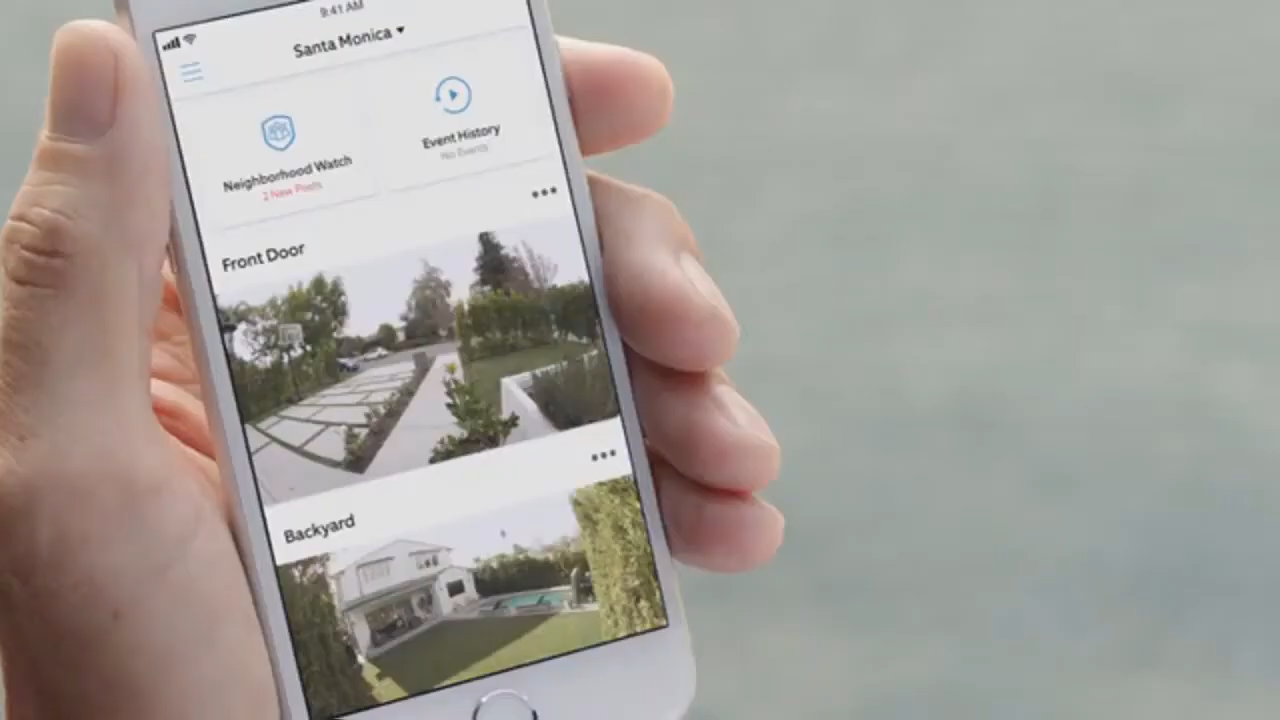 9:41 AM
Santa Monica
Neighborhood Watch
2 New Posts
Event History
No Events
Front Door
Backyard